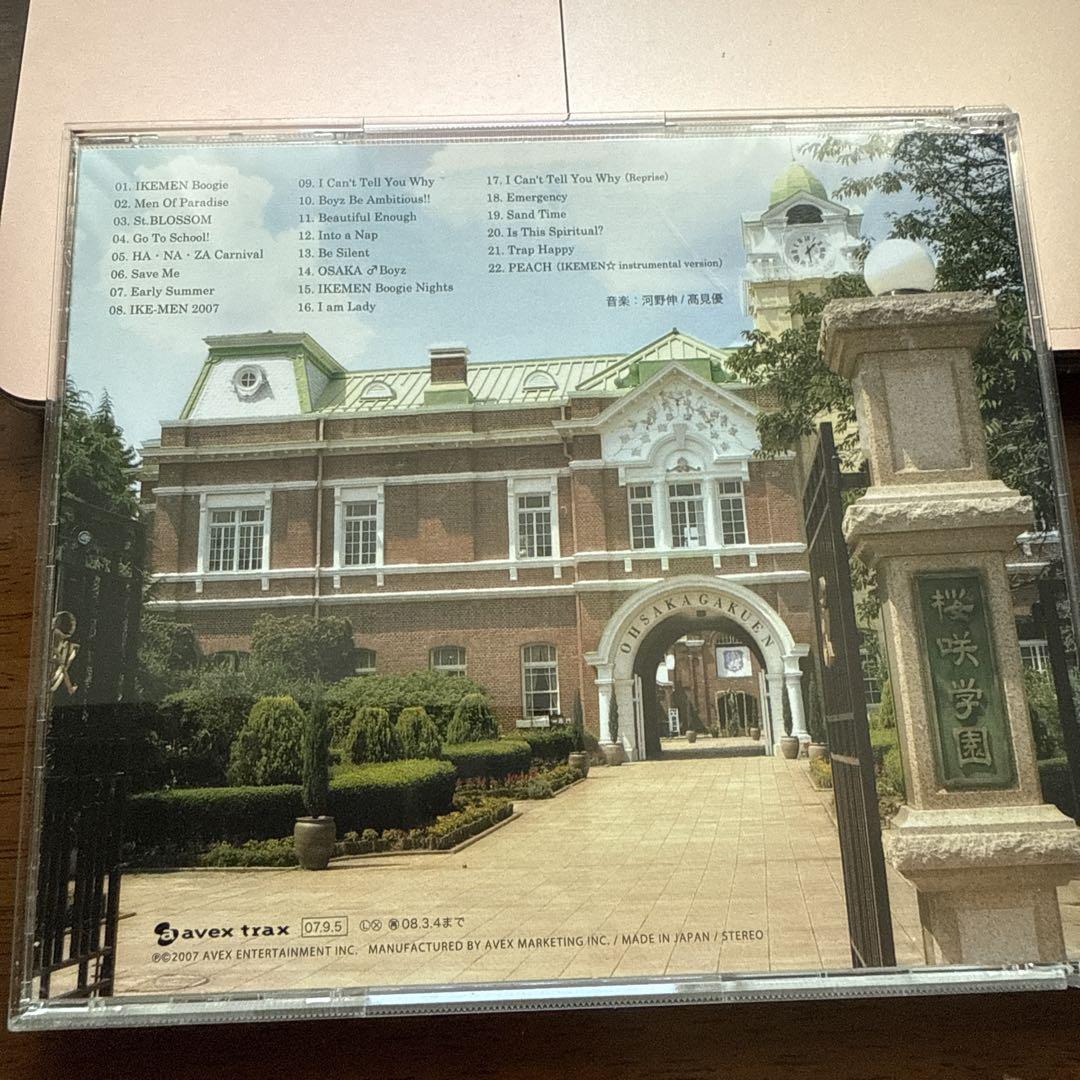 01. IKEMEN Boogie
02. Men Of Paradise
03. St.BLOSSOM
04. Go To School!
05. HA・NA・ZA Carnival
06. Save Me
07. Early Summer
08. IKE-MEN 2007
09. I Can't Tell You Why
10. Boyz Be Ambitious!!
11. Beautiful Enough
12. Into a Nap
13. Be Silent
14. OSAKA ♂Boyz
15. IKEMEN Boogie Nights
16. I am Lady
17. I Can't Tell You Why (Reprise)
18. Emergency
19. Sand Time
20. Is This Spiritual?
21. Trap Happy
22. PEACH (IKEMEN☆ instrumental version)
音楽：河野伸 / 高見優
OHSAKA GAKUEN
桜咲学園
avex trax 07.9.5 Ⓛ Ⓧ 08.3.4まで
℗©2007 AVEX ENTERTAINMENT INC. MANUFACTURED BY AVEX MARKETING INC. / MADE IN JAPAN / STEREO